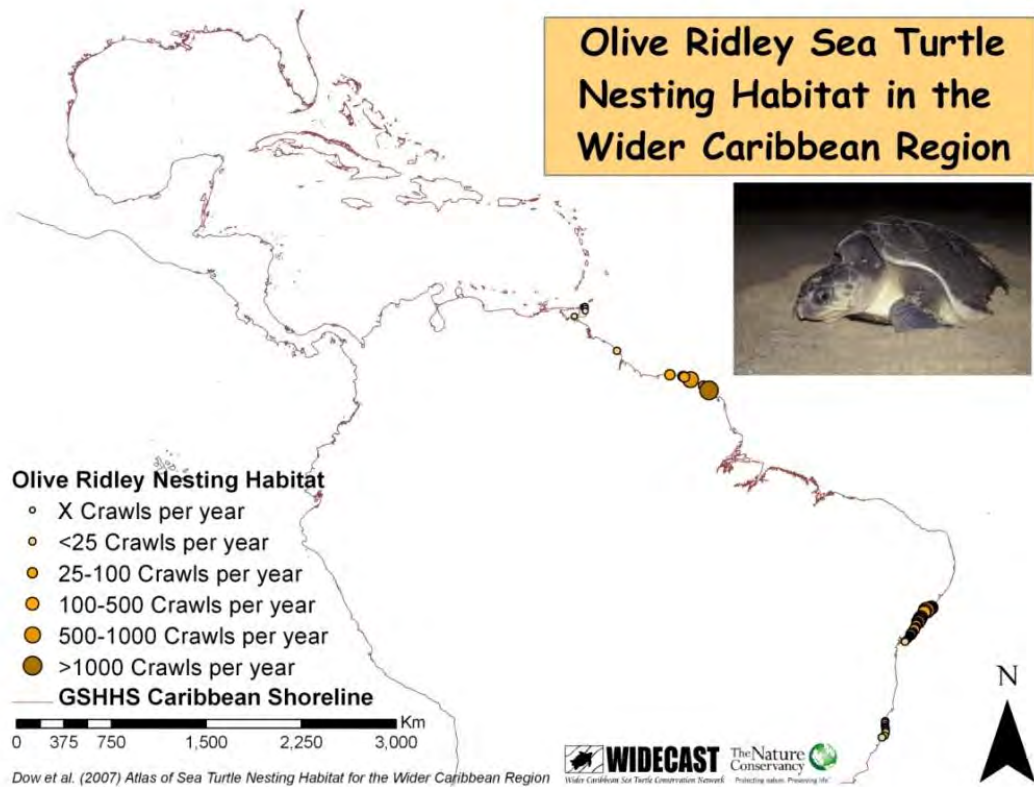 Olive Ridley Sea Turtle
Nesting Habitat in the
Wider Caribbean Region
Olive Ridley Nesting Habitat
X Crawls per year
<25 Crawls per year
25-100 Crawls per year
100-500 Crawls per year
500-1000 Crawls per year
>1000 Crawls per year
GSHHS Caribbean Shoreline
Km
0 375 750 1,500 2,250 3,000
Dow et al. (2007) Atlas of Sea Turtle Nesting Habitat for the Wider Caribbean Region
WIDECAST
Wider Caribbean Sea Turtle Conservation Network
The Nature
Conservancy
Protecting nature. Preserving life.
N